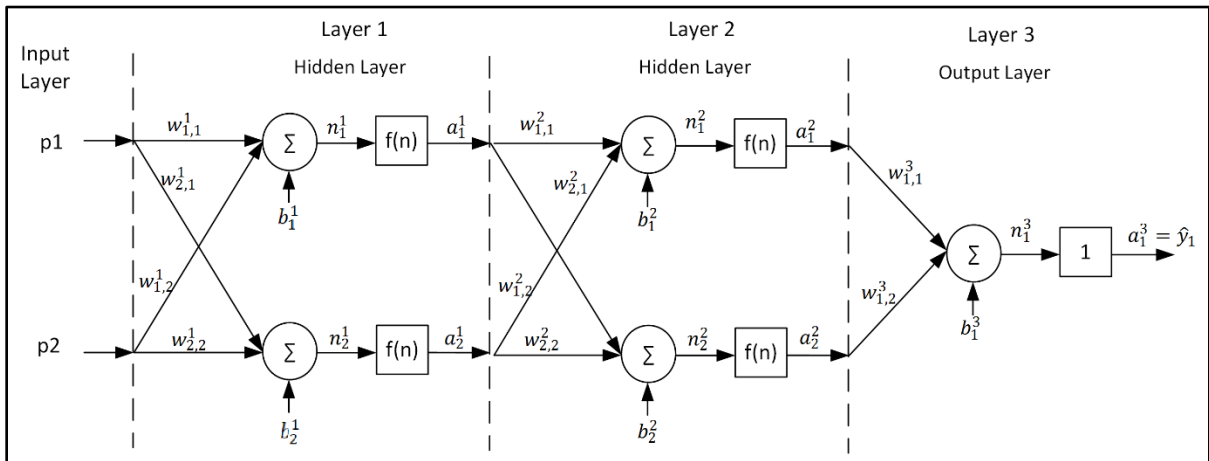 Layer 1
Layer 2
Layer 3
Input
Layer
Hidden Layer
Hidden Layer
Output Layer
p1
w^1_{1,1}
Σ
n^1_1
f(n)
a^1_1
w^2_{1,1}
Σ
n^2_1
f(n)
a^2_1
w^1_{2,1}
w^2_{2,1}
w^3_{1,1}
b^1_1
b^2_1
Σ
n^3_1
1
a^3_1 = ŷ_1
w^1_{1,2}
w^2_{1,2}
w^3_{1,2}
b^3_1
p2
w^1_{2,2}
Σ
n^1_2
f(n)
a^1_2
w^2_{2,2}
Σ
n^2_2
f(n)
a^2_2
b^1_2
b^2_2